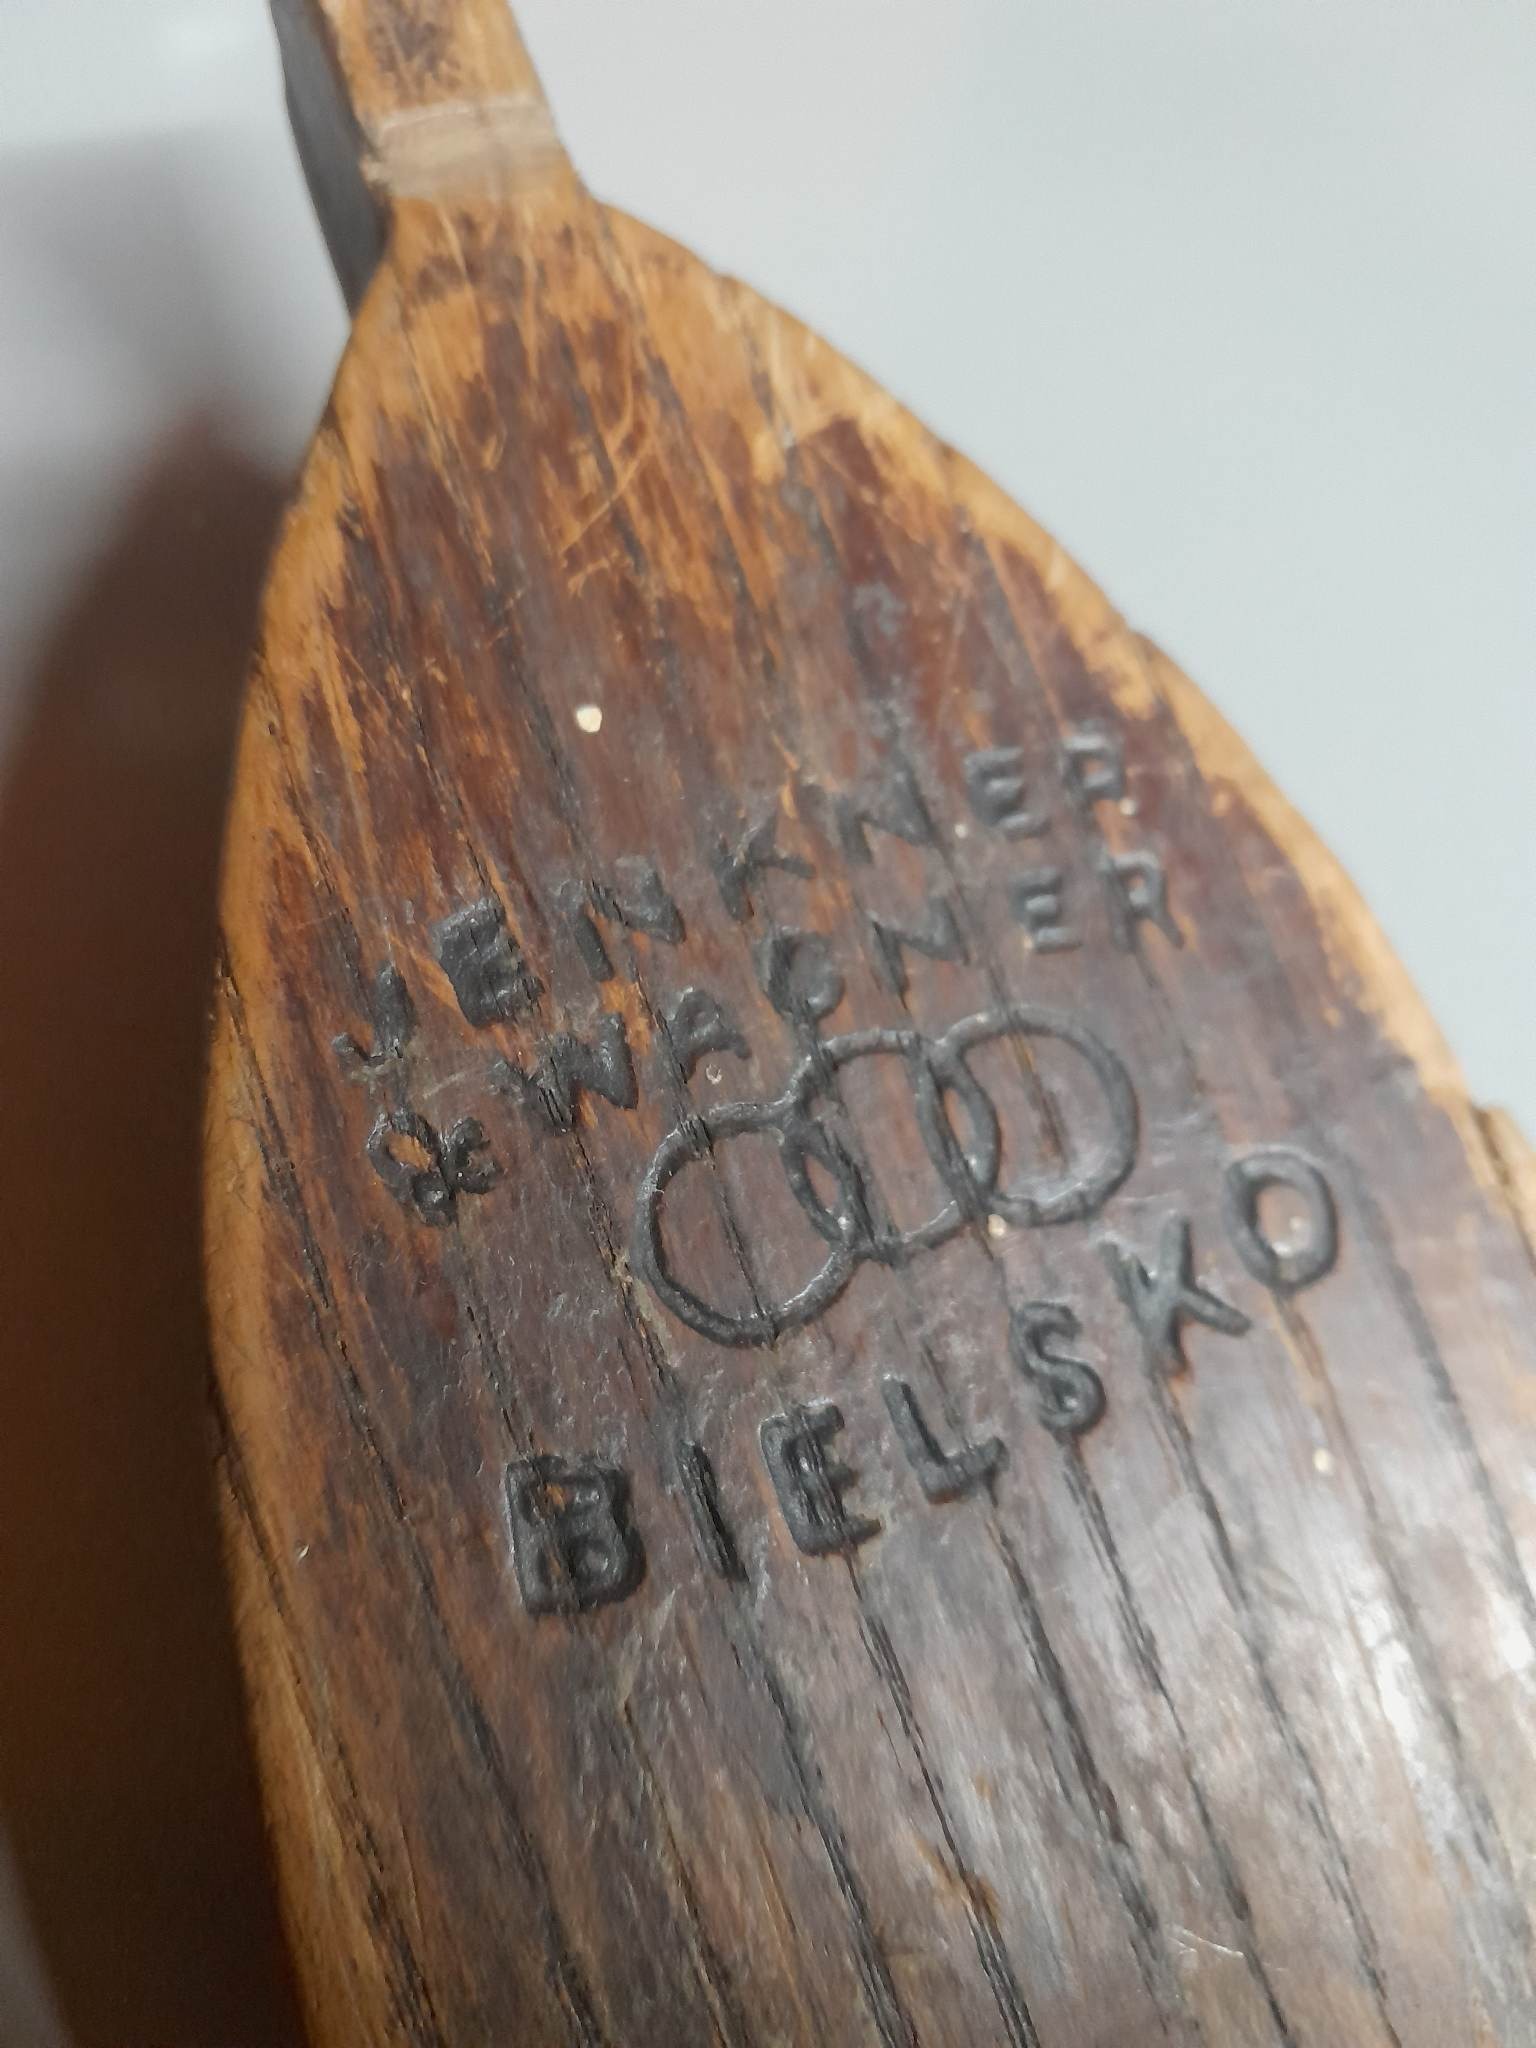 JENKNER
& WAGNER
BIELSKO